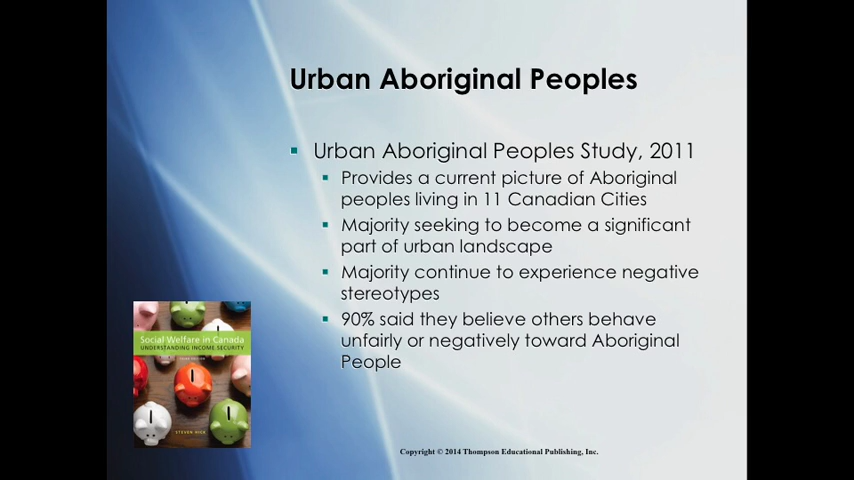 Urban Aboriginal Peoples
Urban Aboriginal Peoples Study, 2011
Provides a current picture of Aboriginal
peoples living in 11 Canadian Cities
Majority seeking to become a significant
part of urban landscape
Majority continue to experience negative
stereotypes
90% said they believe others behave
unfairly or negatively toward Aboriginal
People
Social Welfare in Canada
UNDERSTANDING INCOME SECURITY
STEVEN HICK
Copyright © 2014 Thompson Educational Publishing, Inc.